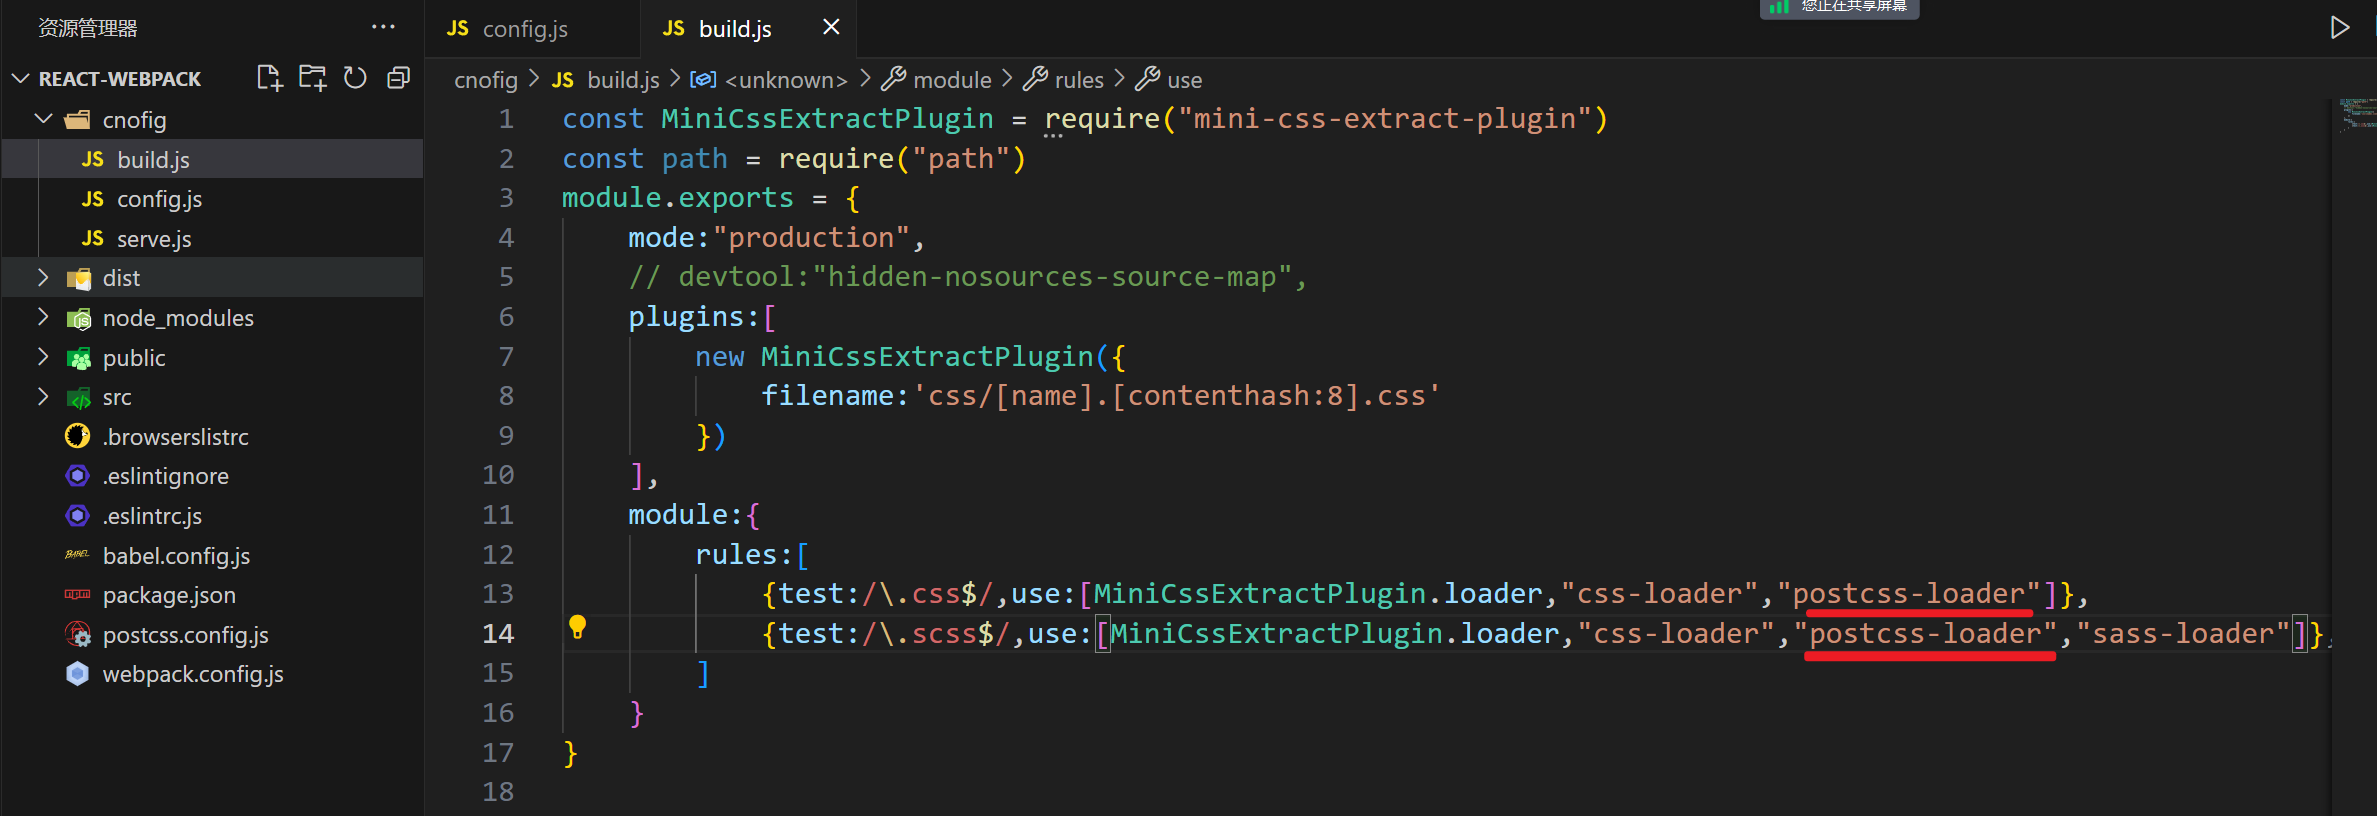 资源管理器
···
JS config.js
JS build.js
您正在共享屏幕
REACT-WEBPACK
cnofig > JS build.js > <unknown> > module > rules > use
cnofig
JS build.js
JS config.js
JS serve.js
dist
node_modules
public
src
.browserslistrc
.eslintignore
.eslintrc.js
babel.config.js
package.json
postcss.config.js
webpack.config.js
1 const MiniCssExtractPlugin = require("mini-css-extract-plugin")
2 const path = require("path")
3 module.exports = {
4 mode:"production",
5 // devtool:"hidden-nosources-source-map",
6 plugins:[
7 new MiniCssExtractPlugin({
8 filename:'css/[name].[contenthash:8].css'
9 })
10 ],
11 module:{
12 rules:[
13 {test:/\.css$/,use:[MiniCssExtractPlugin.loader,"css-loader","postcss-loader"]},
14 {test:/\.scss$/,use:[MiniCssExtractPlugin.loader,"css-loader","postcss-loader","sass-loader"]},
15 ]
16 }
17 }
18